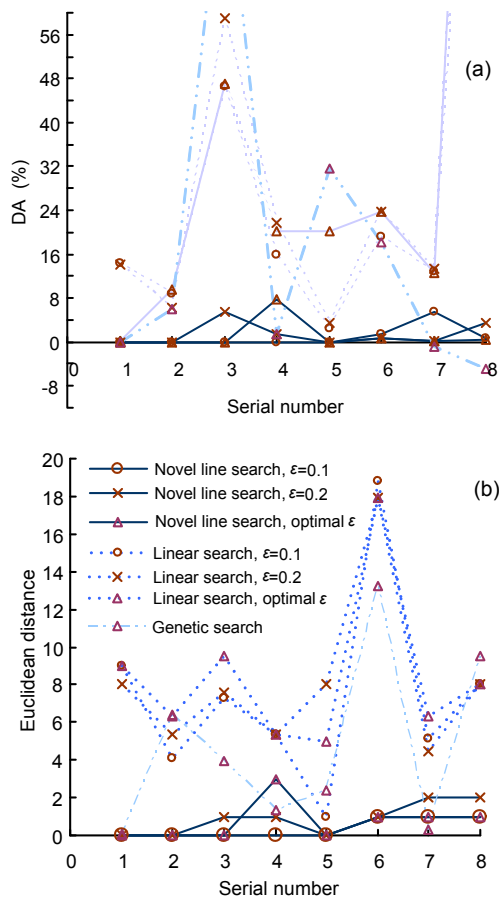 (a)
56
48
40
32
24
16
8
0
-8
DA (%)
0 1 2 3 4 5 6 7 8
Serial number
(b)
20
18
16
14
12
10
8
6
4
2
0
Euclidean distance
Novel line search, ε=0.1
Novel line search, ε=0.2
Novel line search, optimal ε
Linear search, ε=0.1
Linear search, ε=0.2
Linear search, optimal ε
Genetic search
0 1 2 3 4 5 6 7 8
Serial number